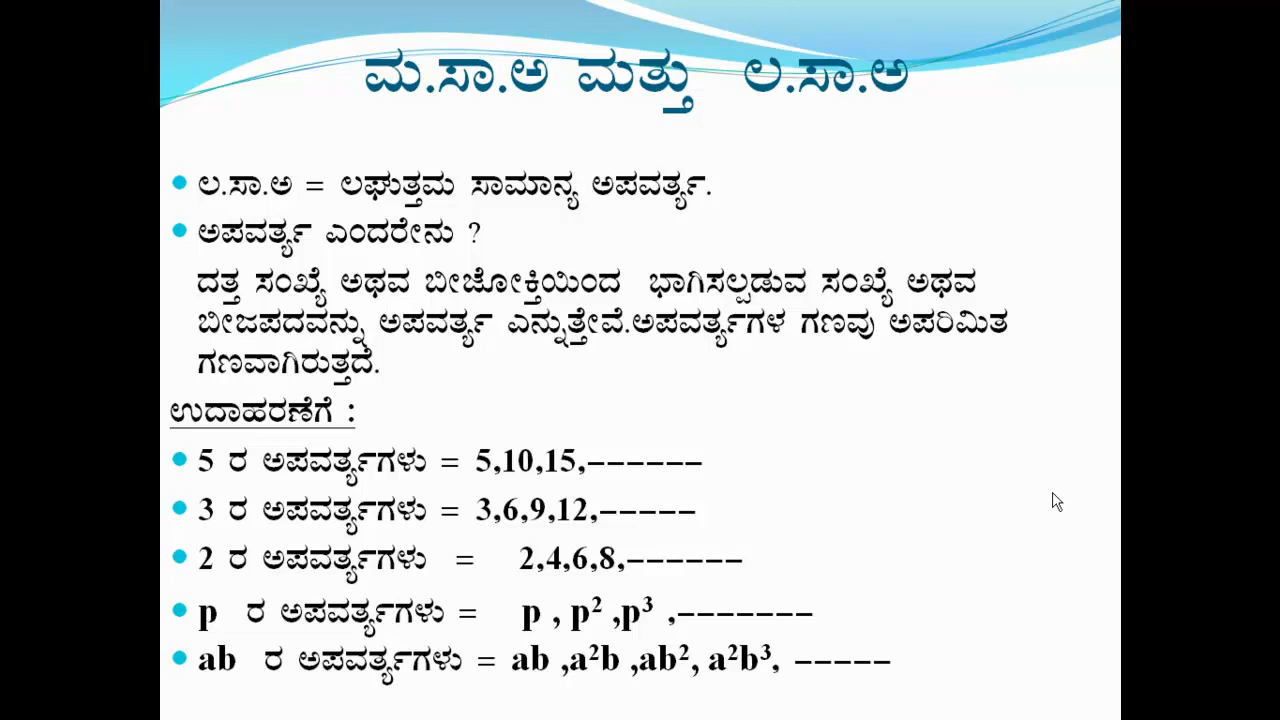 ಮ.ಸಾ.ಅ ಮತ್ತು ಲ.ಸಾ.ಅ
• ಲ.ಸಾ.ಅ = ಲಘುತ್ತಮ ಸಾಮಾನ್ಯ ಅಪವರ್ತ್ಯ.
• ಅಪವರ್ತ್ಯ ಎಂದರೇನು ?
ದತ್ತ ಸಂಖ್ಯೆ ಅಥವ ಬೀಜೋಕ್ತಿಯಿಂದ ಭಾಗಿಸಲ್ಪಡುವ ಸಂಖ್ಯೆ ಅಥವ
ಬೀಜಪದವನ್ನು ಅಪವರ್ತ್ಯ ಎನ್ನುತ್ತೇವೆ.ಅಪವರ್ತ್ಯಗಳ ಗಣವು ಅಪರಿಮಿತ
ಗಣವಾಗಿರುತ್ತದೆ.
ಉದಾಹರಣೆಗೆ :
• 5 ರ ಅಪವರ್ತ್ಯಗಳು = 5,10,15,------
• 3 ರ ಅಪವರ್ತ್ಯಗಳು = 3,6,9,12,-----
• 2 ರ ಅಪವರ್ತ್ಯಗಳು = 2,4,6,8,------
• p ರ ಅಪವರ್ತ್ಯಗಳು = p , p² ,p³ ,-------
• ab ರ ಅಪವರ್ತ್ಯಗಳು = ab ,a²b ,ab², a²b³, -----